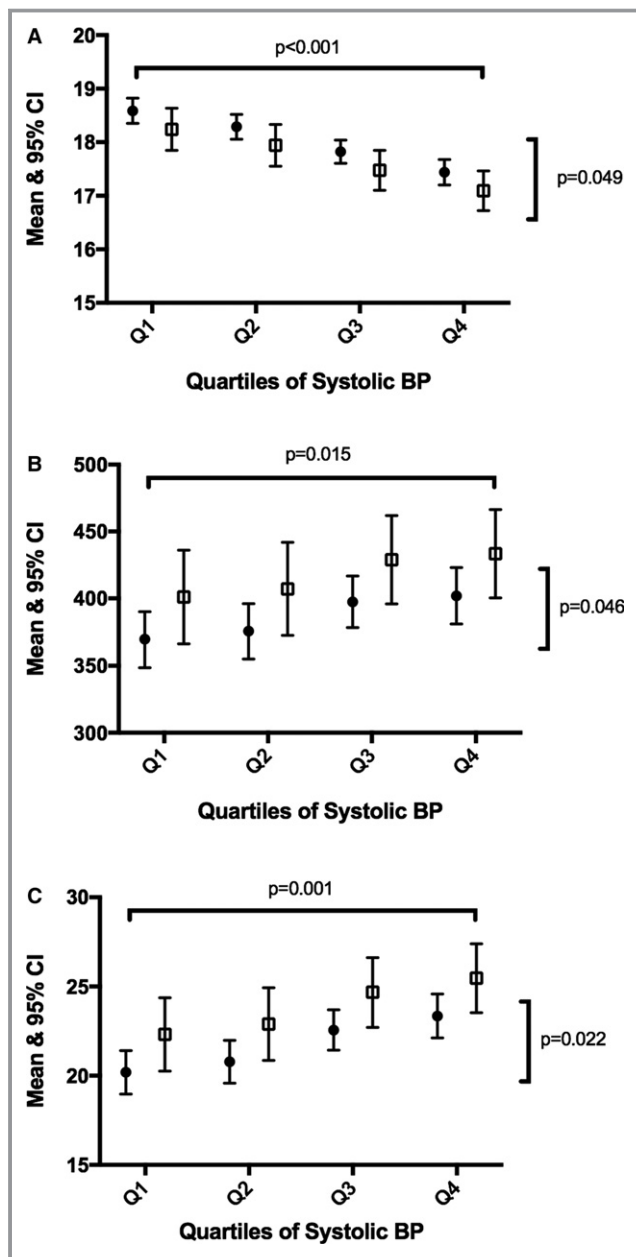 A
p<0.001
20
19
18
17
16
15
Mean & 95% CI
p=0.049
Q1 Q2 Q3 Q4
Quartiles of Systolic BP
B
p=0.015
500
450
400
350
300
Mean & 95% CI
p=0.046
Q1 Q2 Q3 Q4
Quartiles of Systolic BP
C
p=0.001
30
25
20
15
Mean & 95% CI
p=0.022
Q1 Q2 Q3 Q4
Quartiles of Systolic BP